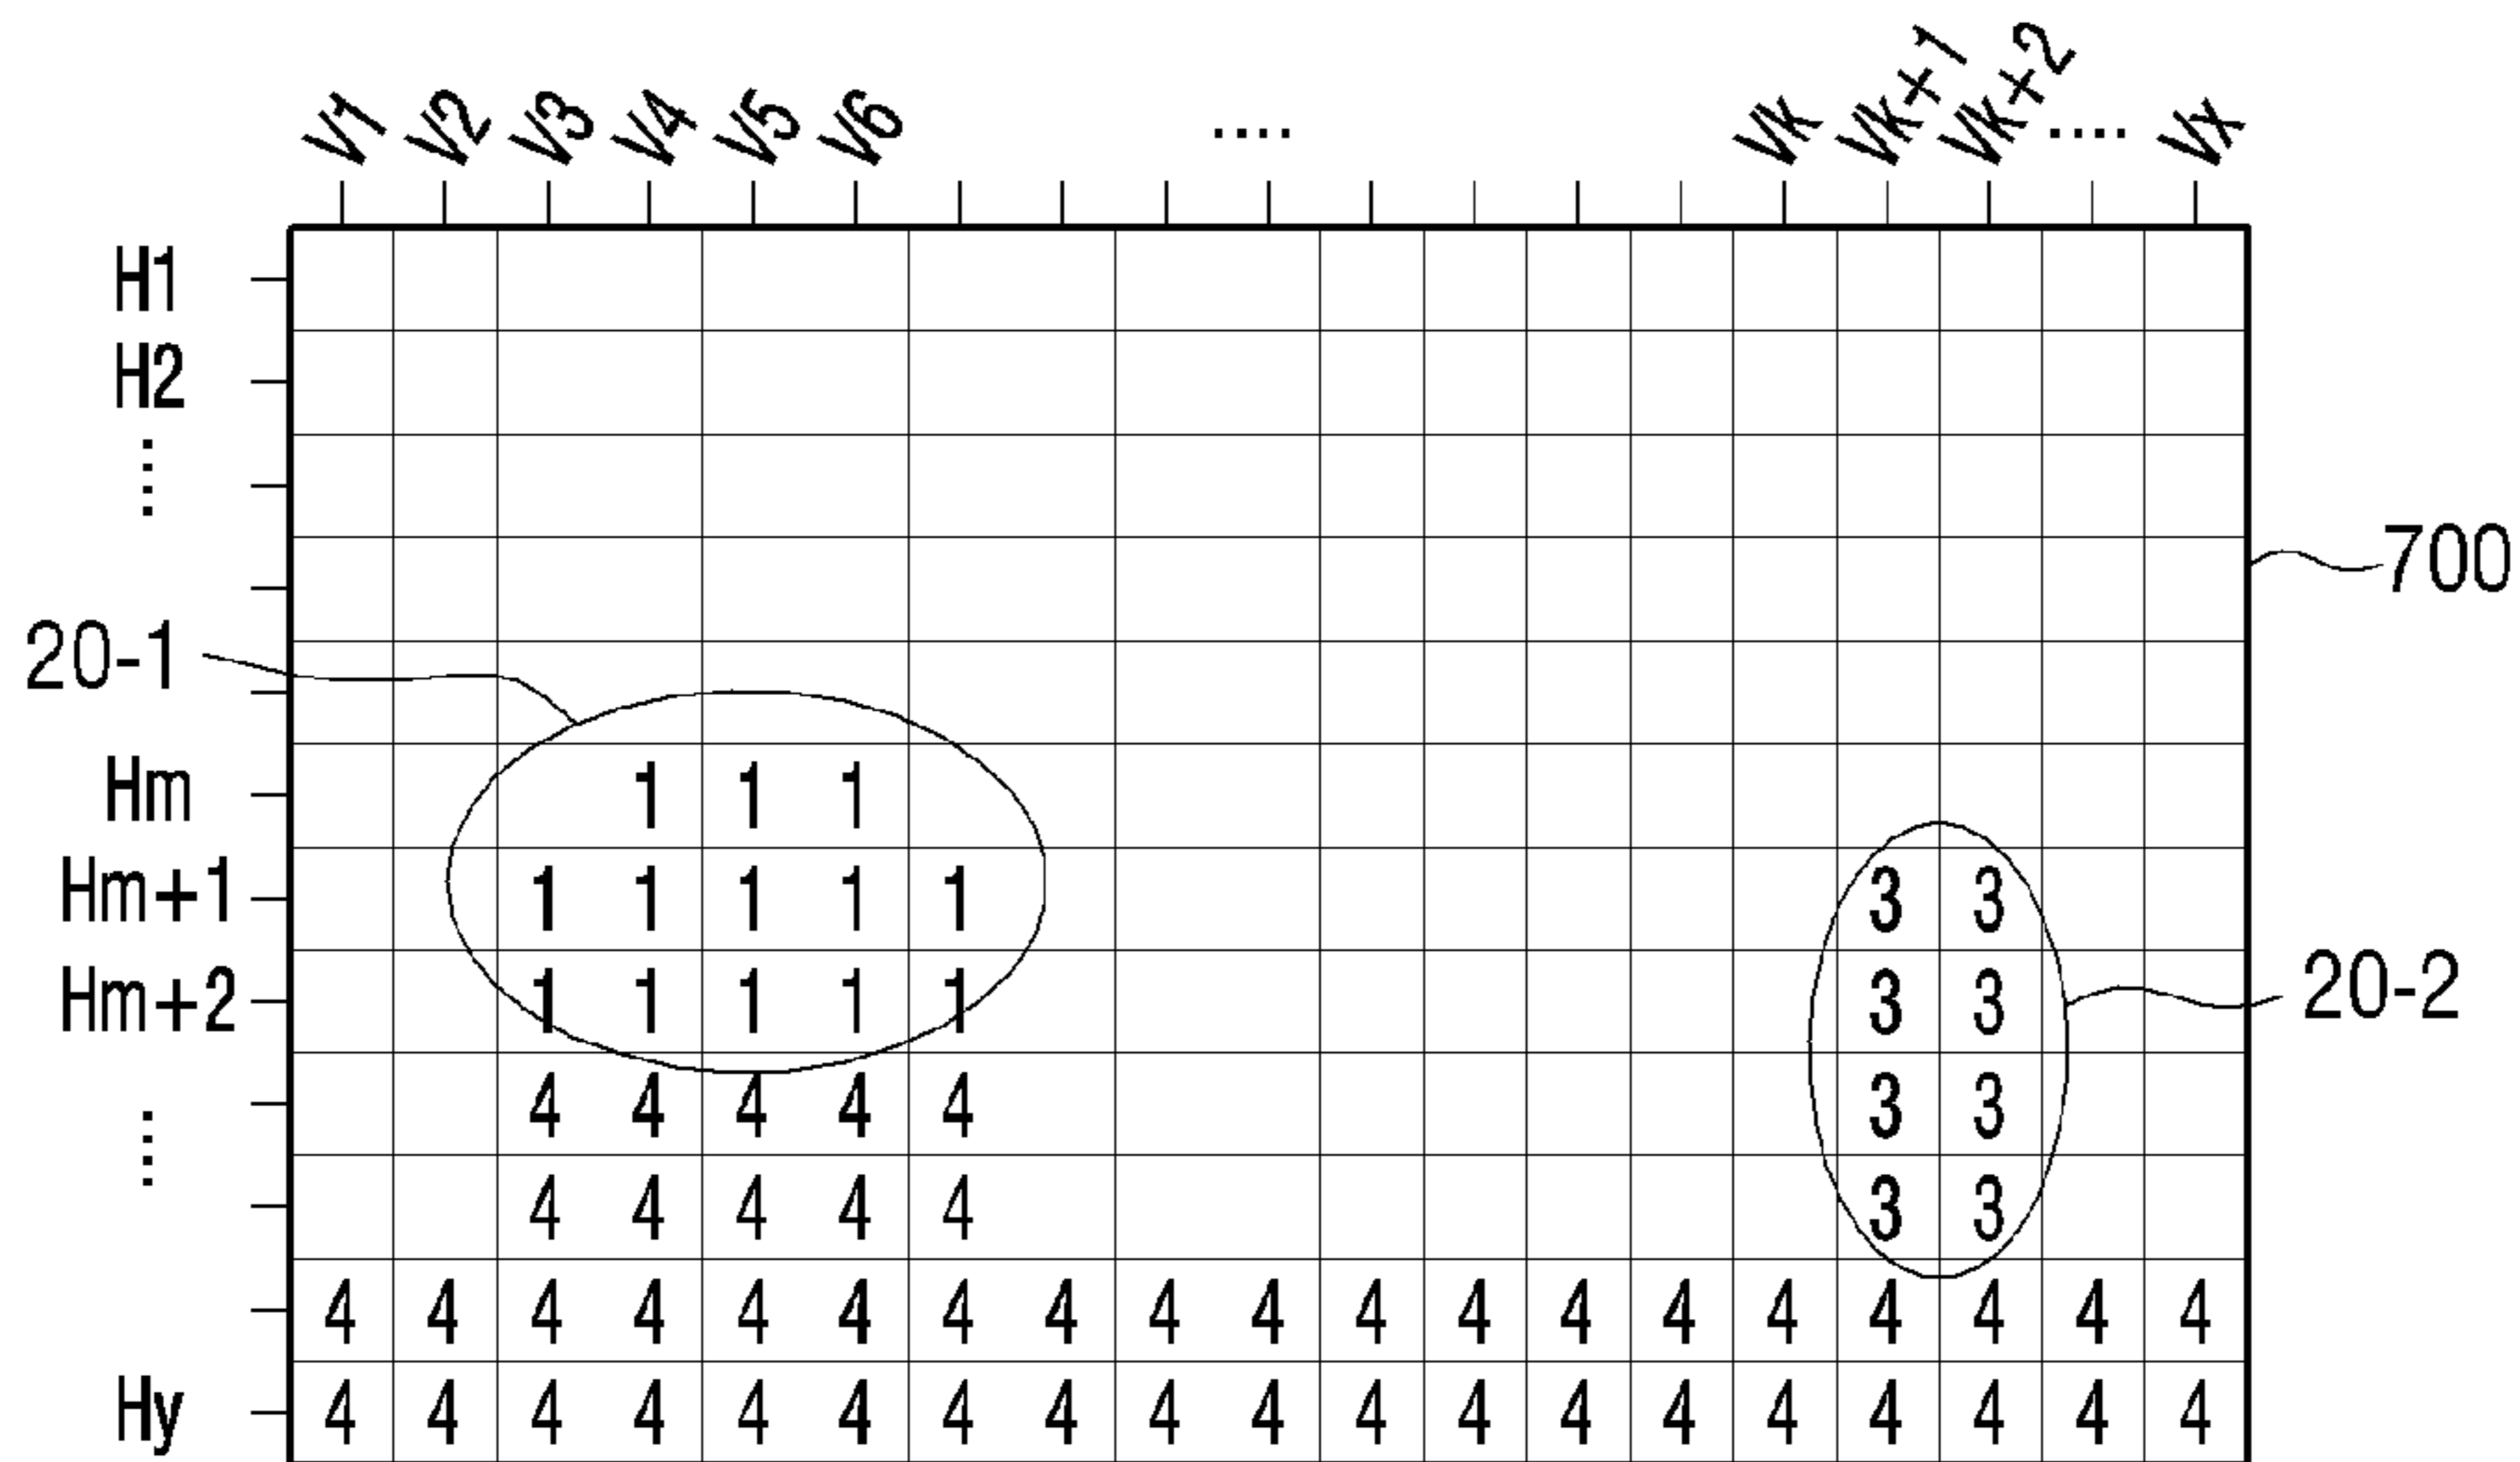 V1 V2 V3 V4 V5 V6 .... VK VK+1 VK+2 .... VX
H1
H2
⋮
700
20-1
Hm 1 1 1
Hm+1 1 1 1 1 1 3 3
Hm+2 1 1 1 1 1 3 3 20-2
⋮ 4 4 4 4 4 3 3
4 4 4 4 4 3 3
4 4 4 4 4 4 4 4 4 4 4 4 4 4 4 4 4 4 4
Hy 4 4 4 4 4 4 4 4 4 4 4 4 4 4 4 4 4 4 4